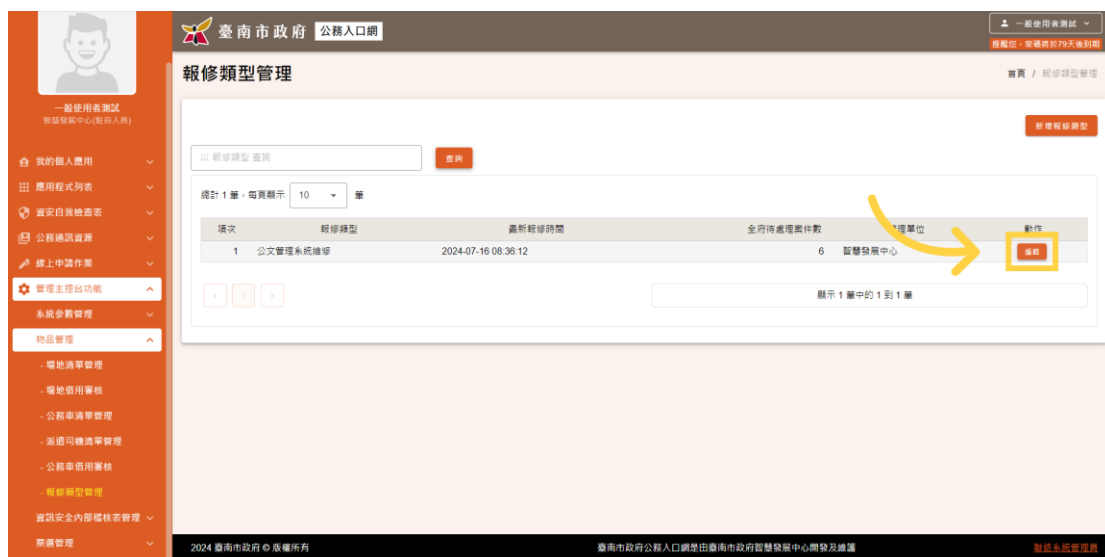 臺南市政府 公務入口網
一般使用者測試
提醒您，密碼將於79天後到期
報修類型管理
首頁 / 報修類型管理
一般使用者測試
智慧發展中心(駐府人員)
我的個人應用
應用程式列表
資安自我檢查表
公務通訊資源
線上申請作業
管理主控台功能
系統參數管理
物品管理
- 場地清單管理
- 場地借用審核
- 公務車清單管理
- 派遣司機清單管理
- 公務車借用審核
- 報修類型管理
資訊安全內部稽核表管理
票選管理
新增報修類型
以 報修類型 查詢
查詢
總計 1 筆，每頁顯示 10 筆
項次 報修類型 最新報修時間 全府待處理案件數 理單位 動作
1 公文管理系統維修 2024-07-16 08:36:12 6 智慧發展中心 編輯
1
顯示 1 筆中的 1 到 1 筆
2024 臺南市政府 © 版權所有
臺南市政府公務入口網是由臺南市政府智慧發展中心開發及維護
聯絡系統管理員